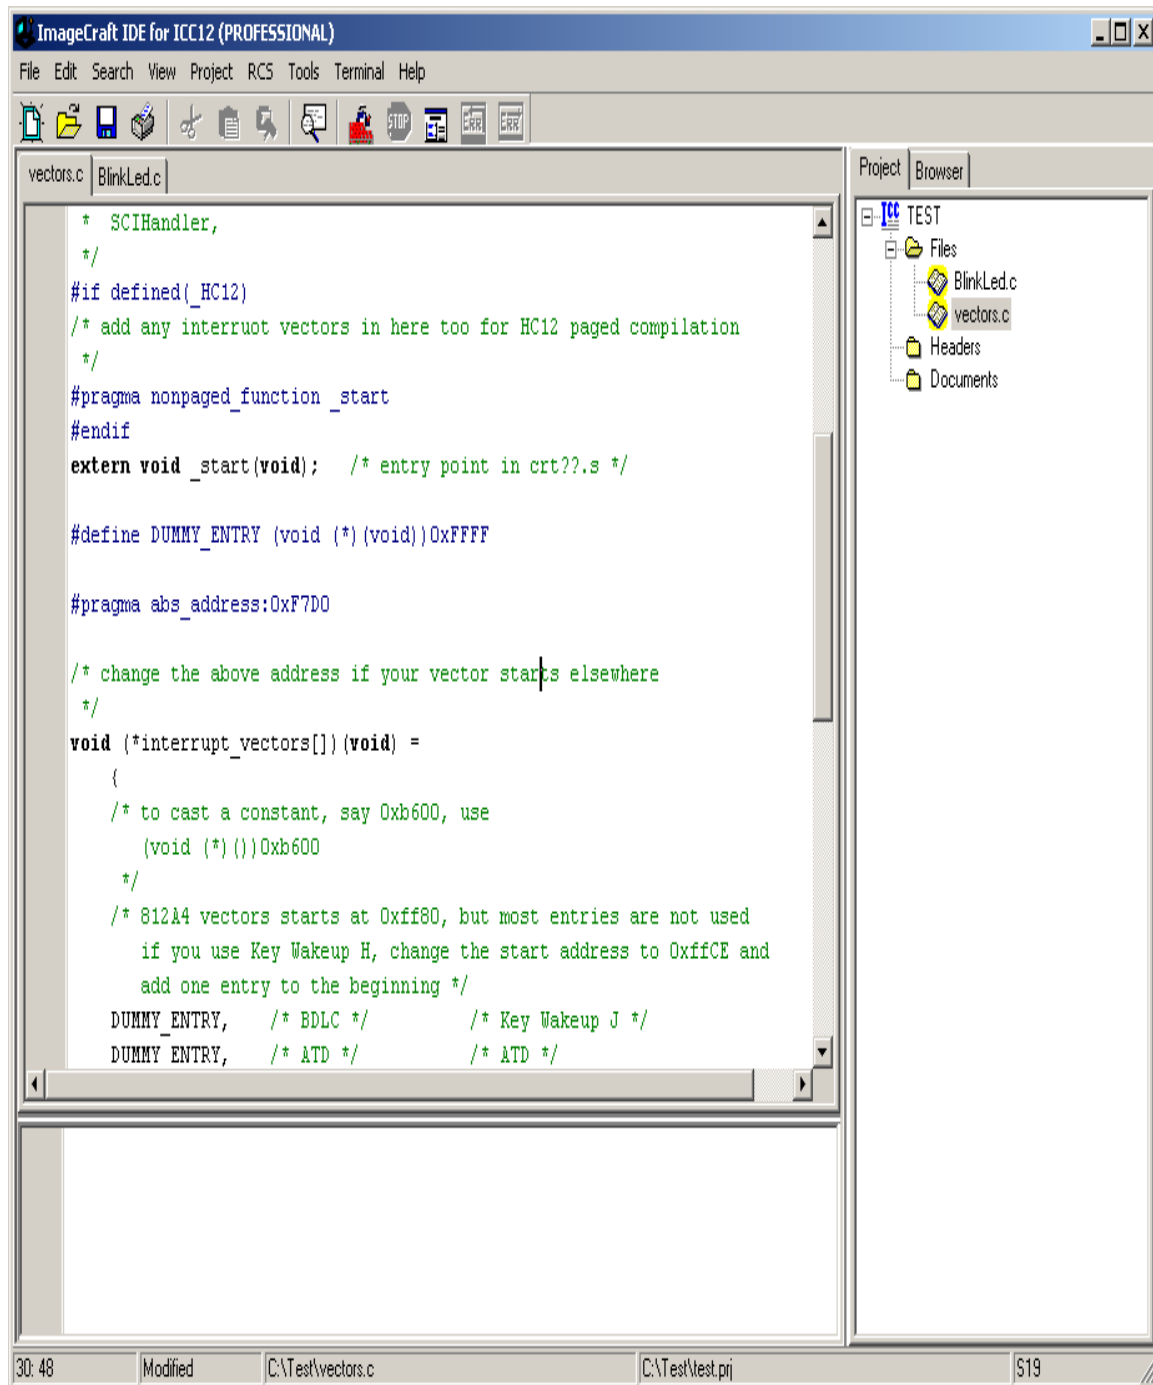 ImageCraft IDE for ICC12 (PROFESSIONAL)
File Edit Search View Project RCS Tools Terminal Help
STOP ERR ERR
vectors.c BlinkLed.c
* SCIHandler,
*/
#if defined(_HC12)
/* add any interruot vectors in here too for HC12 paged compilation
*/
#pragma nonpaged_function _start
#endif
extern void _start(void); /* entry point in crt??.s */
#define DUMMY_ENTRY (void (*)(void))0xFFFF
#pragma abs_address:0xF7D0
/* change the above address if your vector starts elsewhere
*/
void (*interrupt_vectors[])(void) =
{
/* to cast a constant, say 0xb600, use
(void (*)())0xb600
*/
/* 812A4 vectors starts at 0xff80, but most entries are not used
if you use Key Wakeup H, change the start address to 0xffCE and
add one entry to the beginning */
DUMMY_ENTRY, /* BDLC */ /* Key Wakeup J */
DUMMY_ENTRY, /* ATD */ /* ATD */
Project Browser
ICC TEST
Files
BlinkLed.c
vectors.c
Headers
Documents
30: 48 Modified C:\Test\vectors.c C:\Test\test.prj S19